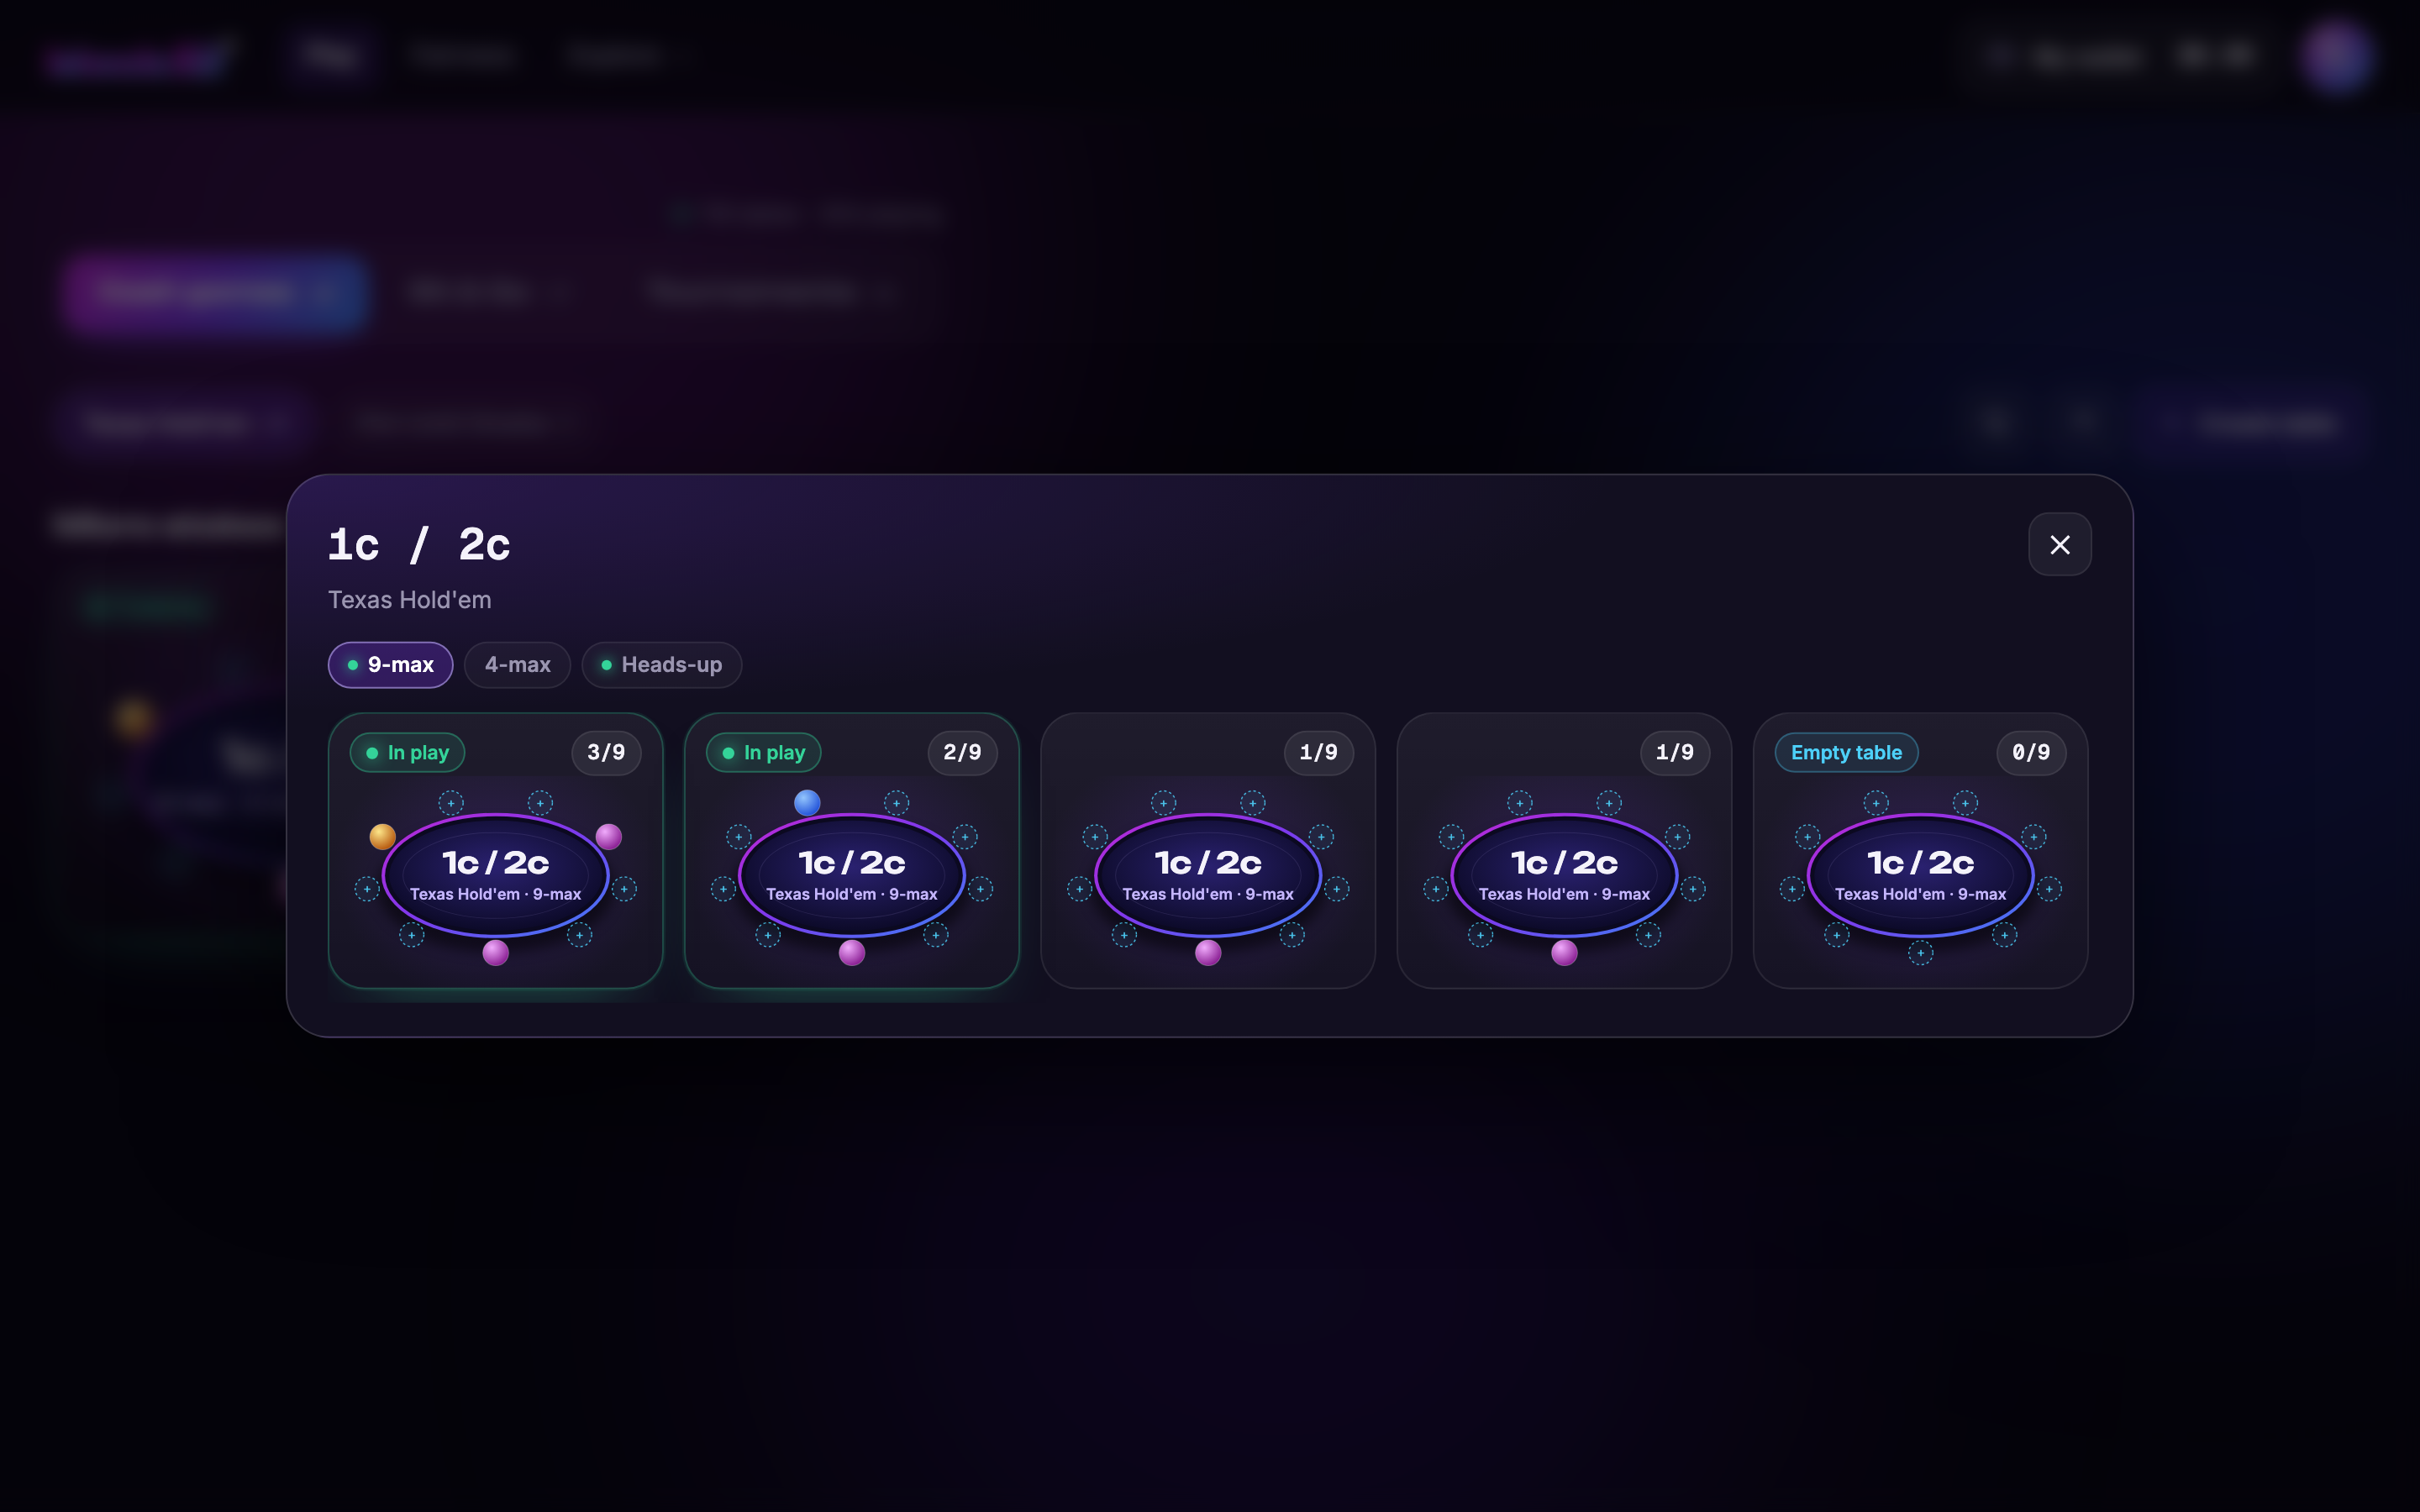 1c / 2c
Texas Hold'em
9-max 4-max Heads-up
In play 3/9
1c / 2c
Texas Hold'em · 9-max
In play 2/9
1c / 2c
Texas Hold'em · 9-max
1/9
1c / 2c
Texas Hold'em · 9-max
1/9
1c / 2c
Texas Hold'em · 9-max
Empty table 0/9
1c / 2c
Texas Hold'em · 9-max